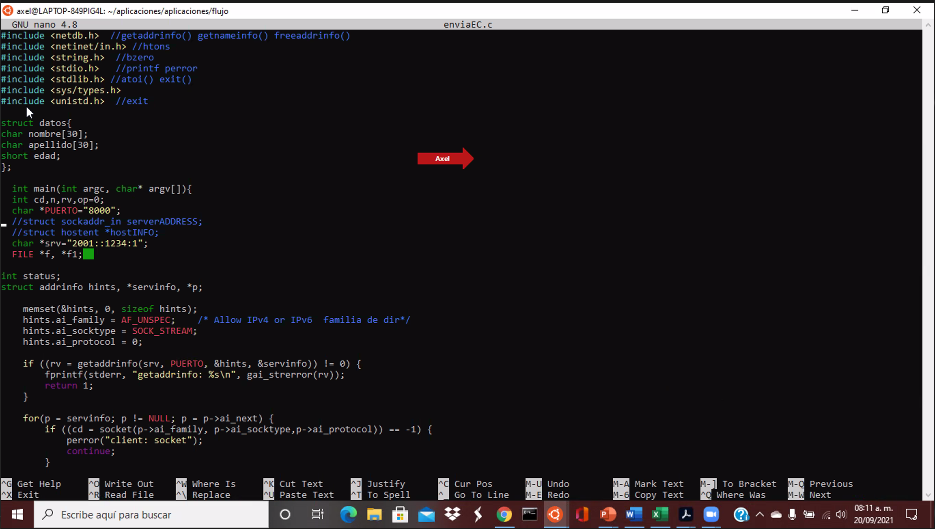 axel@LAPTOP-849PIG4L: ~/aplicaciones/aplicaciones/flujo
GNU nano 4.8 enviaEC.c
#include <netdb.h> //getaddrinfo() getnameinfo() freeaddrinfo()
#include <netinet/in.h> //htons
#include <string.h> //bzero
#include <stdio.h> //printf perror
#include <stdlib.h> //atoi() exit()
#include <sys/types.h>
#include <unistd.h> //exit
struct datos{
char nombre[30];
char apellido[30];
short edad;
};
Axel
int main(int argc, char* argv[]){
int cd,n,rv,op=0;
char *PUERTO="8000";
//struct sockaddr_in serverADDRESS;
//struct hostent *hostINFO;
char *srv="2001::1234:1";
FILE *f, *f1;
int status;
struct addrinfo hints, *servinfo, *p;
memset(&hints, 0, sizeof hints);
hints.ai_family = AF_UNSPEC; /* Allow IPv4 or IPv6 familia de dir*/
hints.ai_socktype = SOCK_STREAM;
hints.ai_protocol = 0;
if ((rv = getaddrinfo(srv, PUERTO, &hints, &servinfo)) != 0) {
fprintf(stderr, "getaddrinfo: %s\n", gai_strerror(rv));
return 1;
}
for(p = servinfo; p != NULL; p = p->ai_next) {
if ((cd = socket(p->ai_family, p->ai_socktype,p->ai_protocol)) == -1) {
perror("client: socket");
continue;
}
^G Get Help ^O Write Out ^W Where Is ^K Cut Text ^J Justify ^C Cur Pos M-U Undo M-A Mark Text M-] To Bracket M-Q Previous
^X Exit ^R Read File ^\ Replace ^U Paste Text ^T To Spell ^_ Go To Line M-E Redo M-6 Copy Text ^Q Where Was M-W Next
Escribe aquí para buscar
08:11 a. m.
20/09/2021